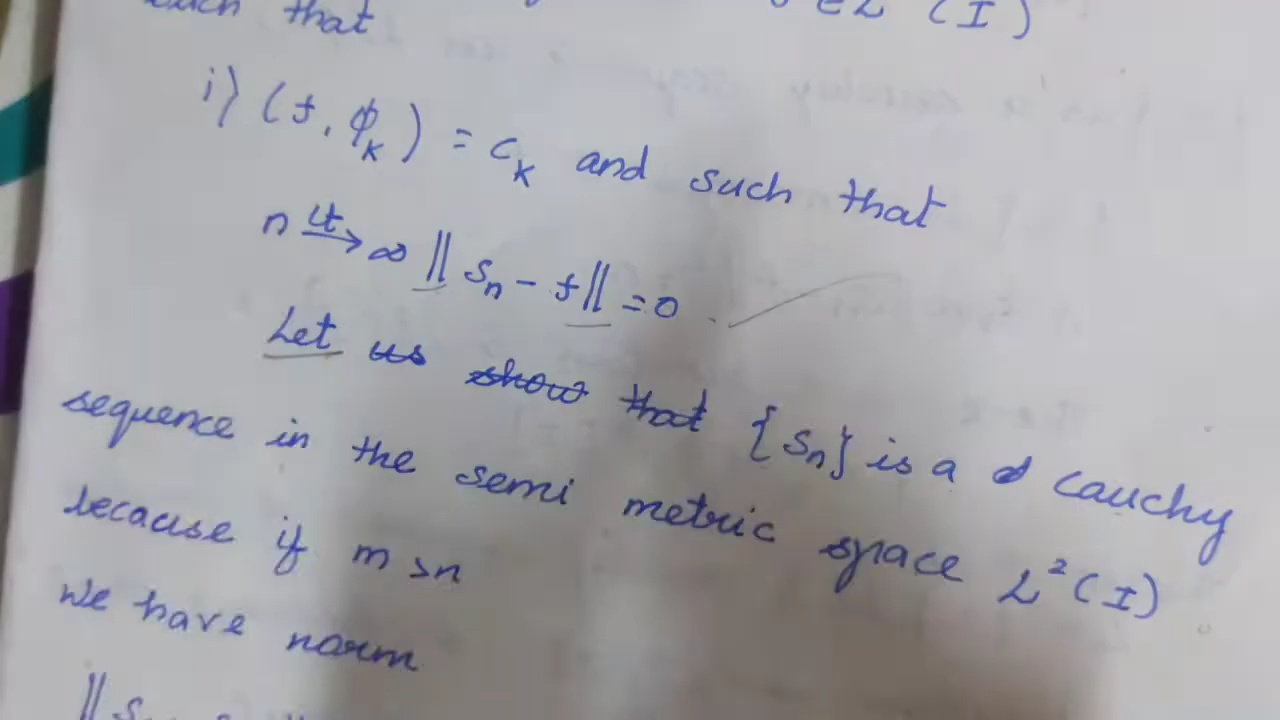 such that ∈ L² (I)
i) (f, ϕ_k) = c_k and such that
n lt→ ∞ || s_n - f || = 0.
Let us show that {s_n} is a Cauchy
sequence in the semi metric space L²(I)
because if m > n
We have norm